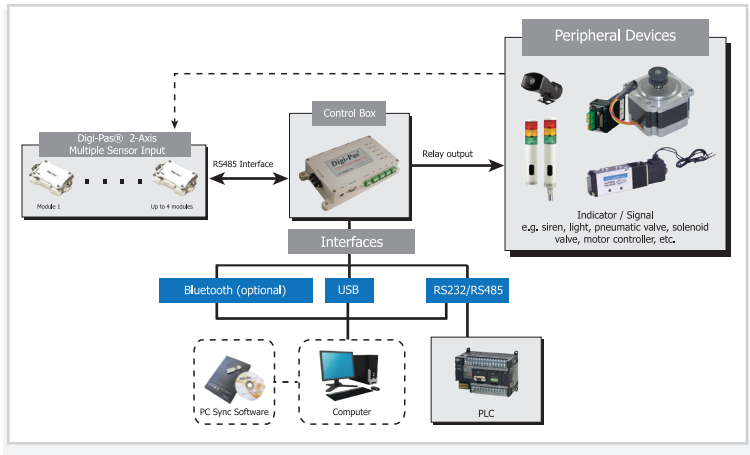 Peripheral Devices
Digi-Pas® 2-Axis
Multiple Sensor Input
Control Box
RS485 Interface
Relay output
Digi-Pas
Module 1
Up to 4 modules
Indicator / Signal
e.g. siren, light, pneumatic valve, solenoid
valve, motor controller, etc.
Interfaces
Bluetooth (optional)
USB
RS232/RS485
PC Sync Software
Computer
PLC